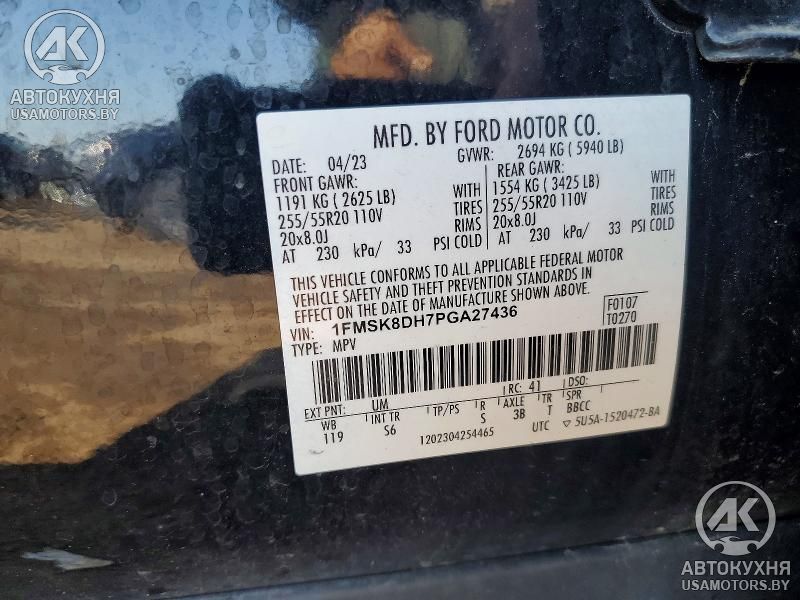 АК
АВТОКУХНЯ
USAMOTORS.BY
MFD. BY FORD MOTOR CO.
DATE: 04/23 GVWR: 2694 KG ( 5940 LB)
FRONT GAWR: REAR GAWR:
1191 KG ( 2625 LB) WITH 1554 KG ( 3425 LB) WITH
255/55R20 110V TIRES 255/55R20 110V TIRES
20x8.0J RIMS 20x8.0J RIMS
AT 230 kPa/ 33 PSI COLD AT 230 kPa/ 33 PSI COLD
THIS VEHICLE CONFORMS TO ALL APPLICABLE FEDERAL MOTOR
VEHICLE SAFETY AND THEFT PREVENTION STANDARDS IN
EFFECT ON THE DATE OF MANUFACTURE SHOWN ABOVE.
VIN: 1FMSK8DH7PGA27436 F0107
TYPE: MPV T0270
EXT PNT: UM RC: 41 DSO:
WB INT TR TP/PS R AXLE TR SPR
119 S6 S 3B T BBCC
1202304254465 UTC ▽ 5U5A-1520472-BA
АК
АВТОКУХНЯ
USAMOTORS.BY